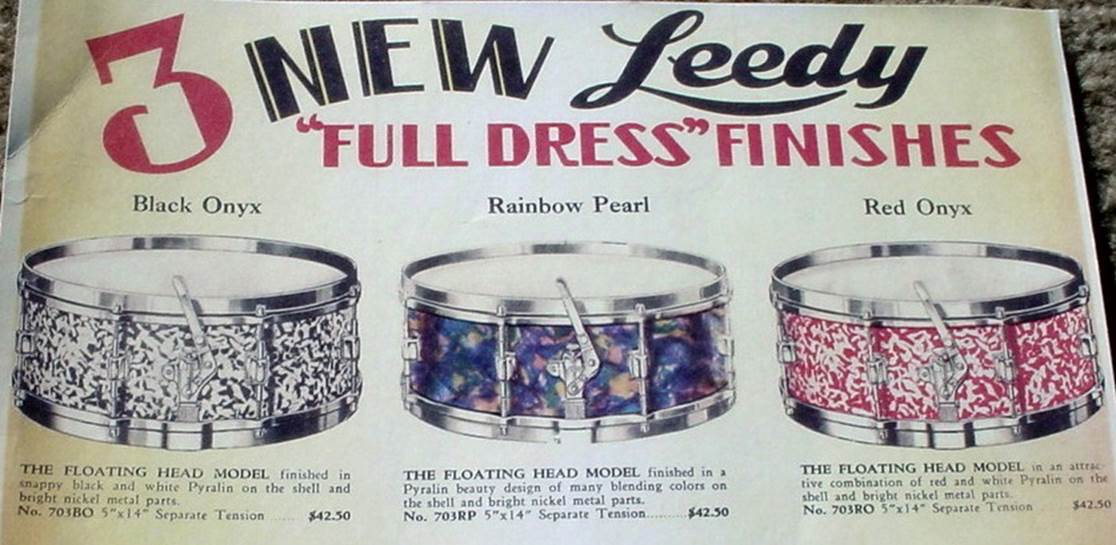 3 NEW Leedy
"FULL DRESS" FINISHES
Black Onyx
THE FLOATING HEAD MODEL finished in
snappy black and white Pyralin on the shell and
bright nickel metal parts.
No. 703BO 5"x14" Separate Tension ...... $42.50
Rainbow Pearl
THE FLOATING HEAD MODEL finished in a
Pyralin beauty design of many blending colors on
the shell and bright nickel metal parts.
No. 703RP 5"x14" Separate Tension........$42.50
Red Onyx
THE FLOATING HEAD MODEL in an attrac-
tive combination of red and white Pyralin on the
shell and bright nickel metal parts.
No. 703RO 5"x14" Separate Tension ...... $42.50